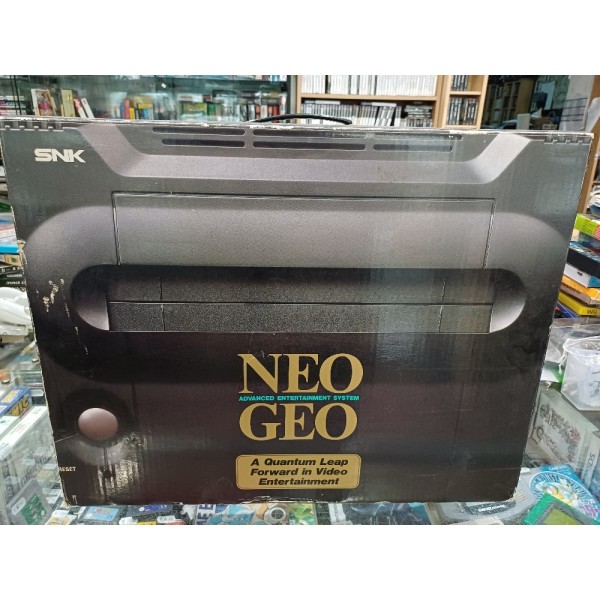 SNK
NEO
ADVANCED ENTERTAINMENT SYSTEM
GEO
A Quantum Leap
Forward in Video
Entertainment
RESET